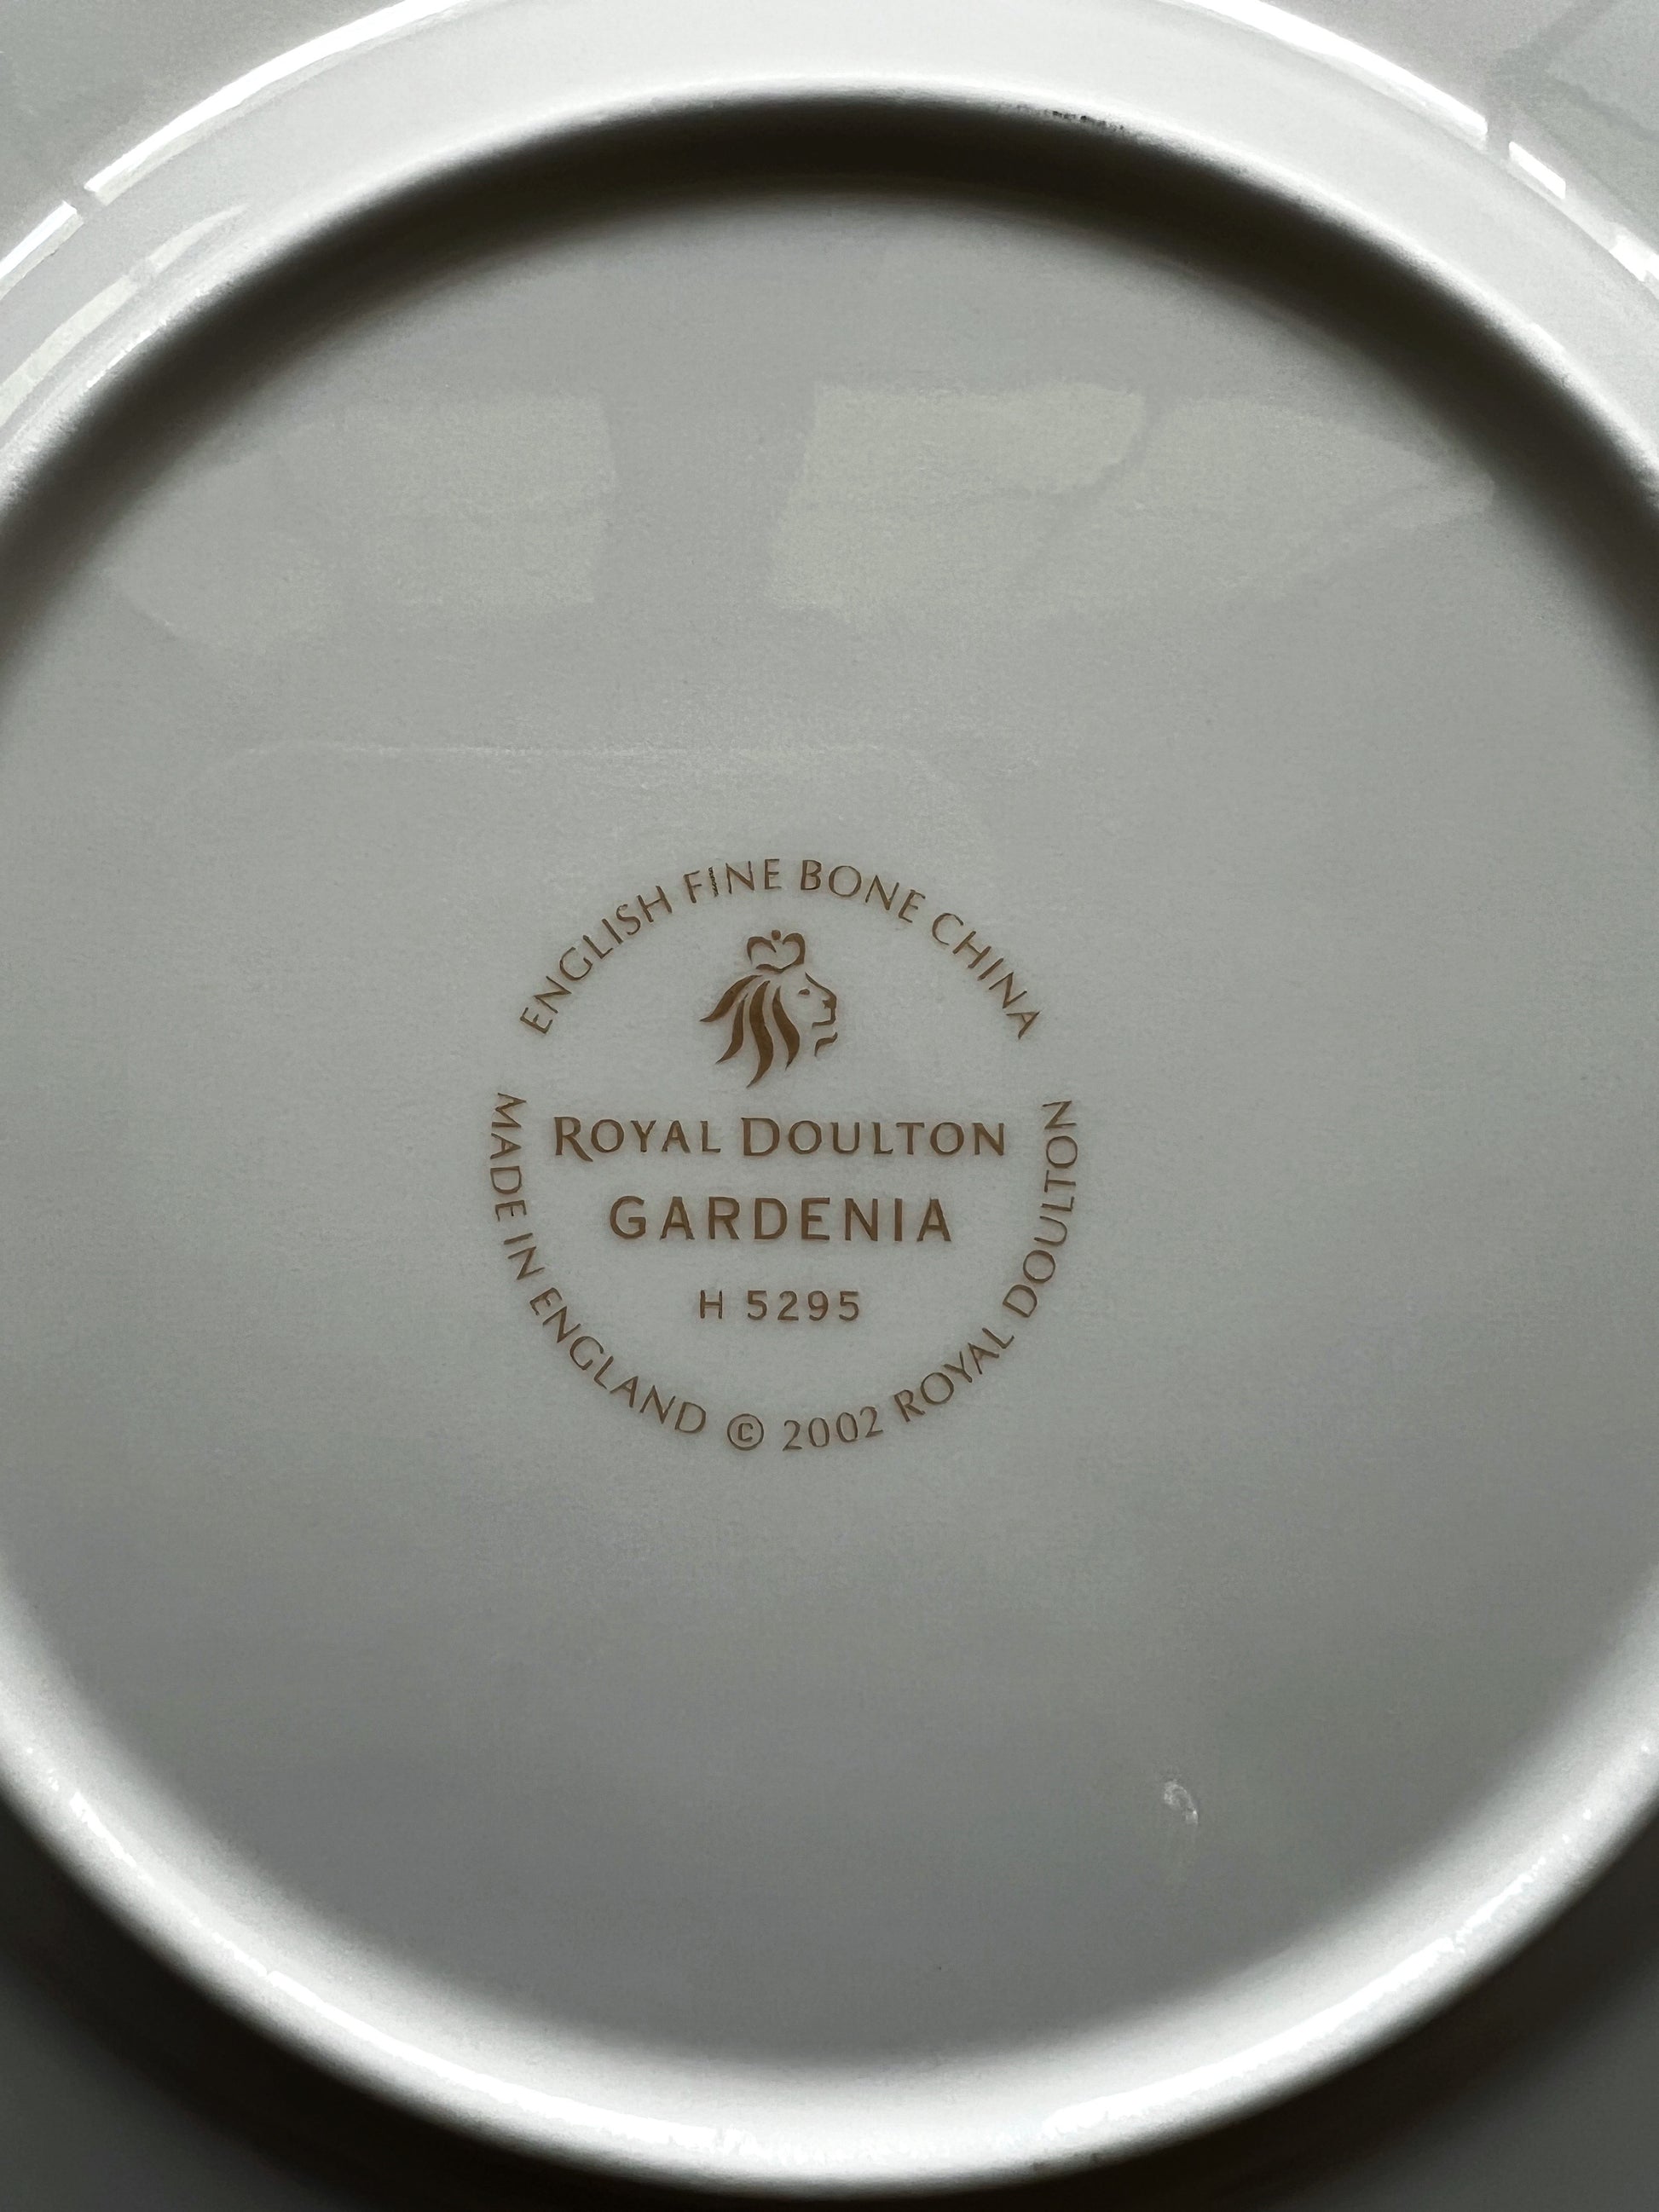 ENGLISH FINE BONE CHINA
ROYAL DOULTON
GARDENIA
H 5295
MADE IN ENGLAND © 2002 ROYAL DOULTON